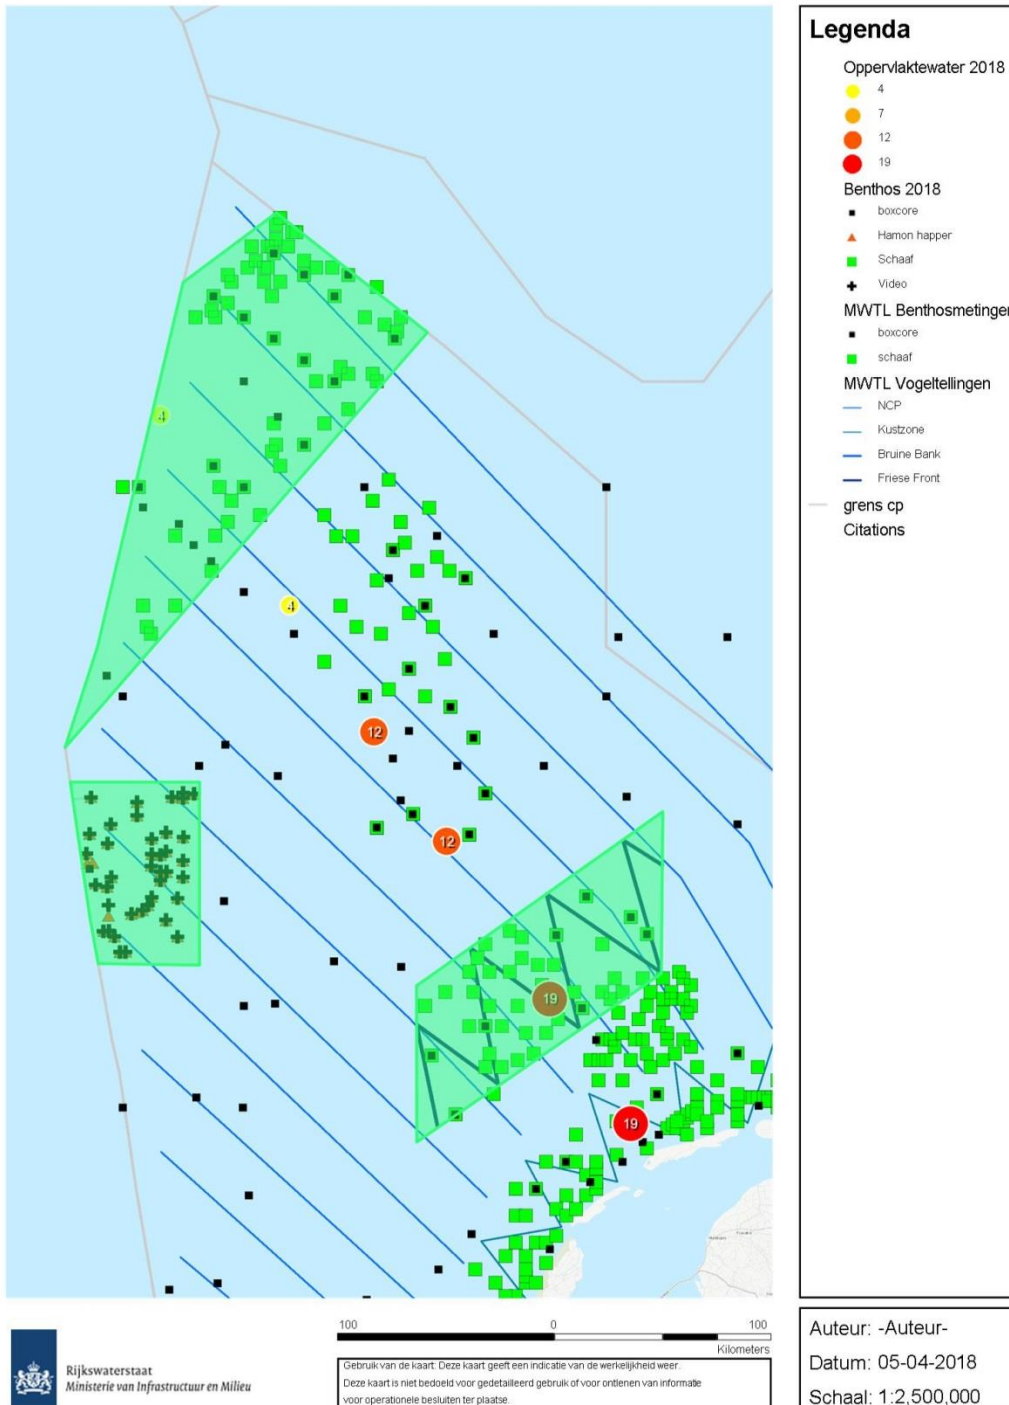 Legenda
Oppervlaktewater 2018
4
7
12
19
Benthos 2018
boxcore
Hamon happer
Schaaf
Video
MWTL Benthosmetingen
boxcore
schaaf
MWTL Vogeltellingen
NCP
Kustzone
Bruine Bank
Friese Front
grens cp
Citations
4
4
12
12
19
19
100 0 100
Kilometers
Rijkswaterstaat
Ministerie van Infrastructuur en Milieu
Gebruik van de kaart: Deze kaart geeft een indicatie van de werkelijkheid weer.
Deze kaart is niet bedoeld voor gedetailleerd gebruik of voor ontlenen van informatie
voor operationele besluiten ter plaatse.
Auteur: -Auteur-
Datum: 05-04-2018
Schaal: 1:2,500,000